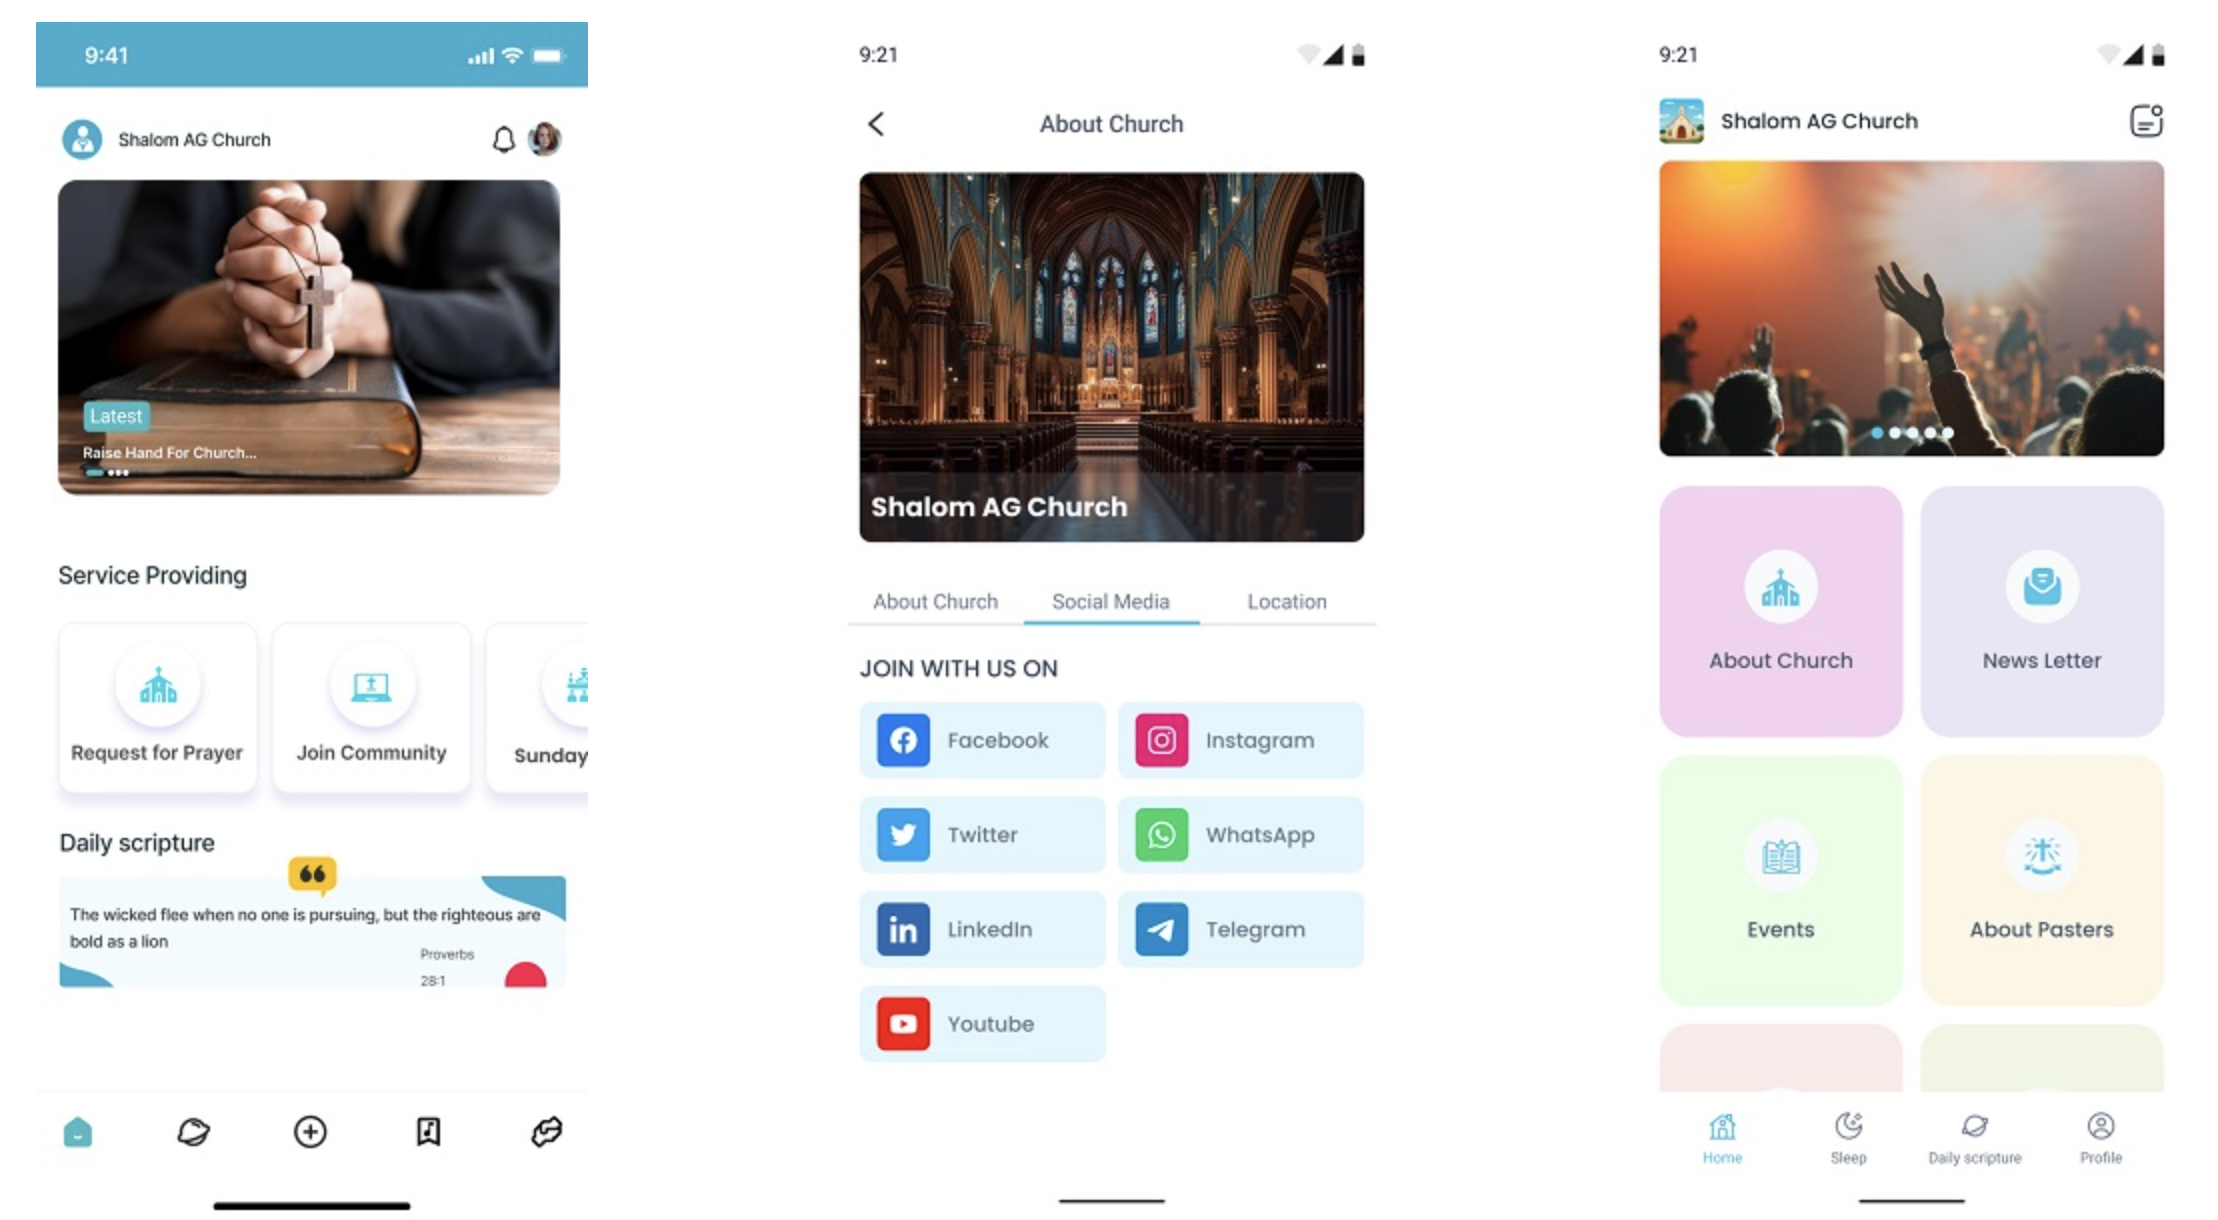 9:41
Shalom AG Church
Latest
Raise Hand For Church...
Service Providing
Request for Prayer
Join Community
Sunday
Daily scripture
The wicked flee when no one is pursuing, but the righteous are
bold as a lion
Proverbs
28:1
9:21
About Church
Shalom AG Church
About Church
Social Media
Location
JOIN WITH US ON
Facebook
Instagram
Twitter
WhatsApp
LinkedIn
Telegram
Youtube
9:21
Shalom AG Church
About Church
News Letter
Events
About Pasters
Home
Sleep
Daily scripture
Profile